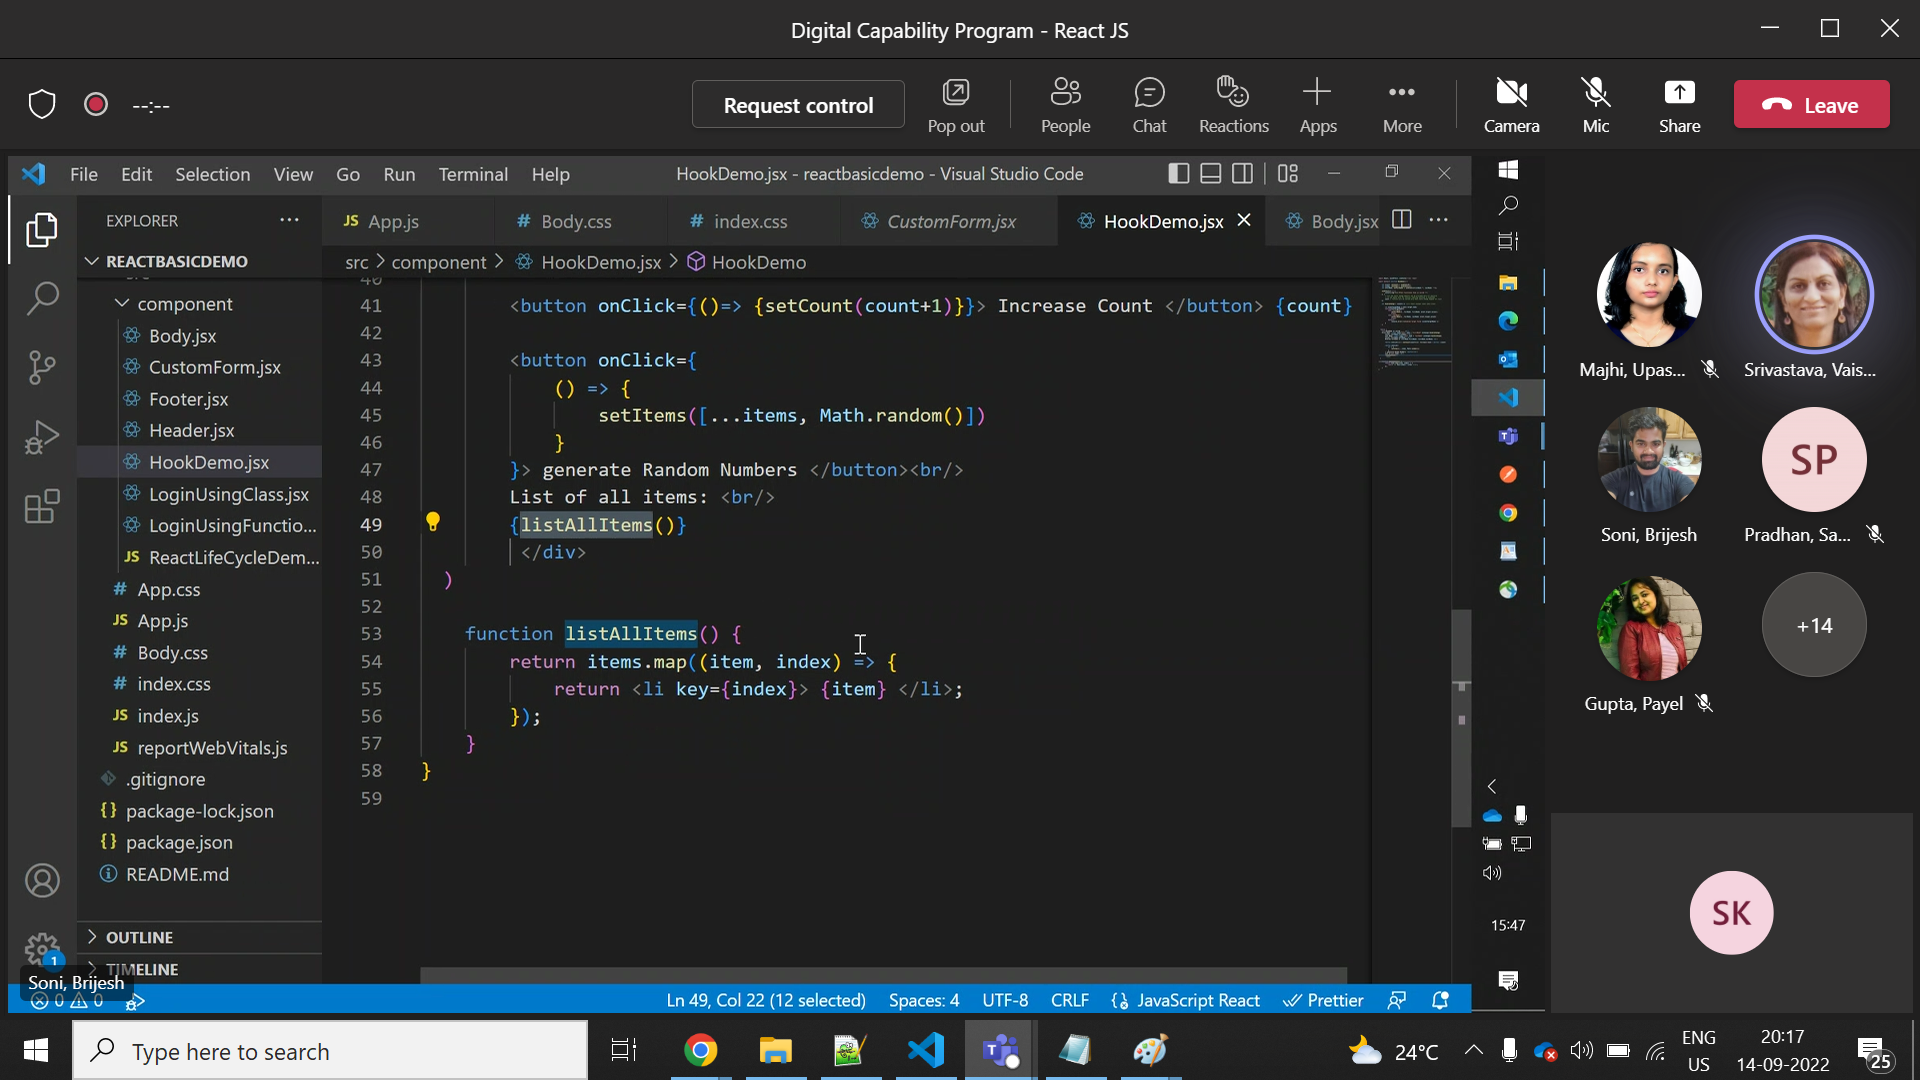 Digital Capability Program - React JS
--:--
Request control
Pop out
People
Chat
Reactions
Apps
More
Camera
Mic
Share
Leave
File Edit Selection View Go Run Terminal Help
HookDemo.jsx - reactbasicdemo - Visual Studio Code
EXPLORER
JS App.js
# Body.css
# index.css
CustomForm.jsx
HookDemo.jsx
Body.jsx
REACTBASICDEMO
src > component > HookDemo.jsx > HookDemo
component
Body.jsx
CustomForm.jsx
Footer.jsx
Header.jsx
HookDemo.jsx
LoginUsingClass.jsx
LoginUsingFunctio...
JS ReactLifeCycleDem...
# App.css
JS App.js
# Body.css
# index.css
JS index.js
JS reportWebVitals.js
.gitignore
{} package-lock.json
{} package.json
README.md
OUTLINE
TIMELINE
40
41 <button onClick={()=> {setCount(count+1)}}> Increase Count </button> {count}
42
43 <button onClick={
44 () => {
45 setItems([...items, Math.random()])
46 }
47 }> generate Random Numbers </button><br/>
48 List of all items: <br/>
49 {listAllItems()}
50 </div>
51 )
52
53 function listAllItems() {
54 return items.map((item, index) => {
55 return <li key={index}> {item} </li>;
56 });
57 }
58 }
59
1
Soni, Brijesh
0 0
Ln 49, Col 22 (12 selected)
Spaces: 4
UTF-8
CRLF
JavaScript React
Prettier
15:47
Majhi, Upas...
Srivastava, Vais...
Soni, Brijesh
SP
Pradhan, Sa...
Gupta, Payel
+14
SK
Type here to search
24°C
ENG
US
20:17
14-09-2022
25